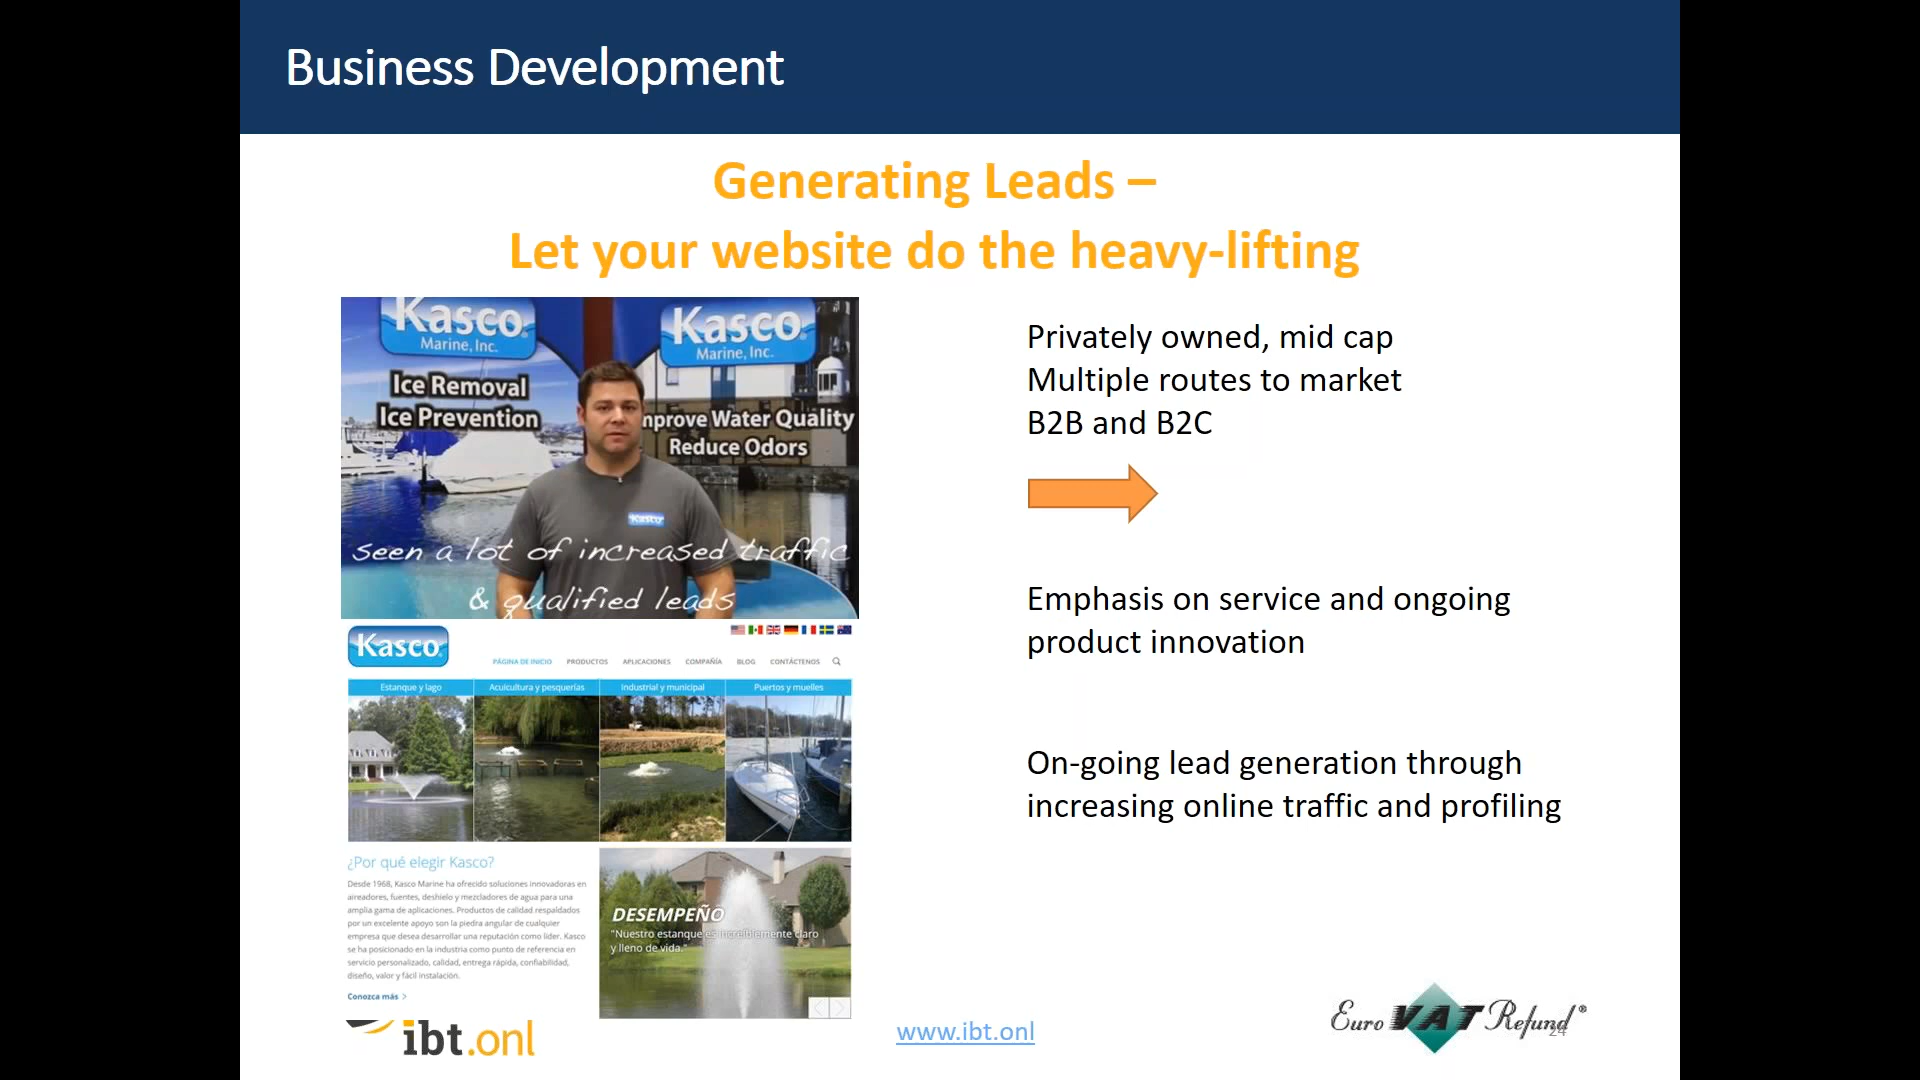 Business Development
Generating Leads –
Let your website do the heavy-lifting
Kasco
Marine, Inc.
Ice Removal
Ice Prevention
Kasco
Marine, Inc.
mprove Water Quality
Reduce Odors
Kasco
seen a lot of increased traffic
& qualified leads
Privately owned, mid cap
Multiple routes to market
B2B and B2C
Emphasis on service and ongoing
product innovation
On-going lead generation through
increasing online traffic and profiling
Kasco
PÁGINA DE INICIO PRODUCTOS APLICACIONES COMPAÑÍA BLOG CONTÁCTENOS
Estanque y lago Acuicultura y pesquerías Industrial y municipal Puertos y muelles
¿Por qué elegir Kasco?
Desde 1968, Kasco Marine ha ofrecido soluciones innovadoras en
aireadores, fuentes, deshielo y mezcladores de agua para una
amplia gama de aplicaciones. Productos de calidad respaldados
por un excelente apoyo son la piedra angular de cualquier
empresa que desea desarrollar una reputación como líder. Kasco
se ha posicionado en la industria como punto de referencia en
servicio personalizado, calidad, entrega rápida, confiabilidad,
diseño, valor y fácil instalación.
Conozca más >
DESEMPEÑO
"Nuestro estanque es increíblemente claro
y lleno de vida."
ibt.onl
www.ibt.onl
Euro VAT Refund®
24